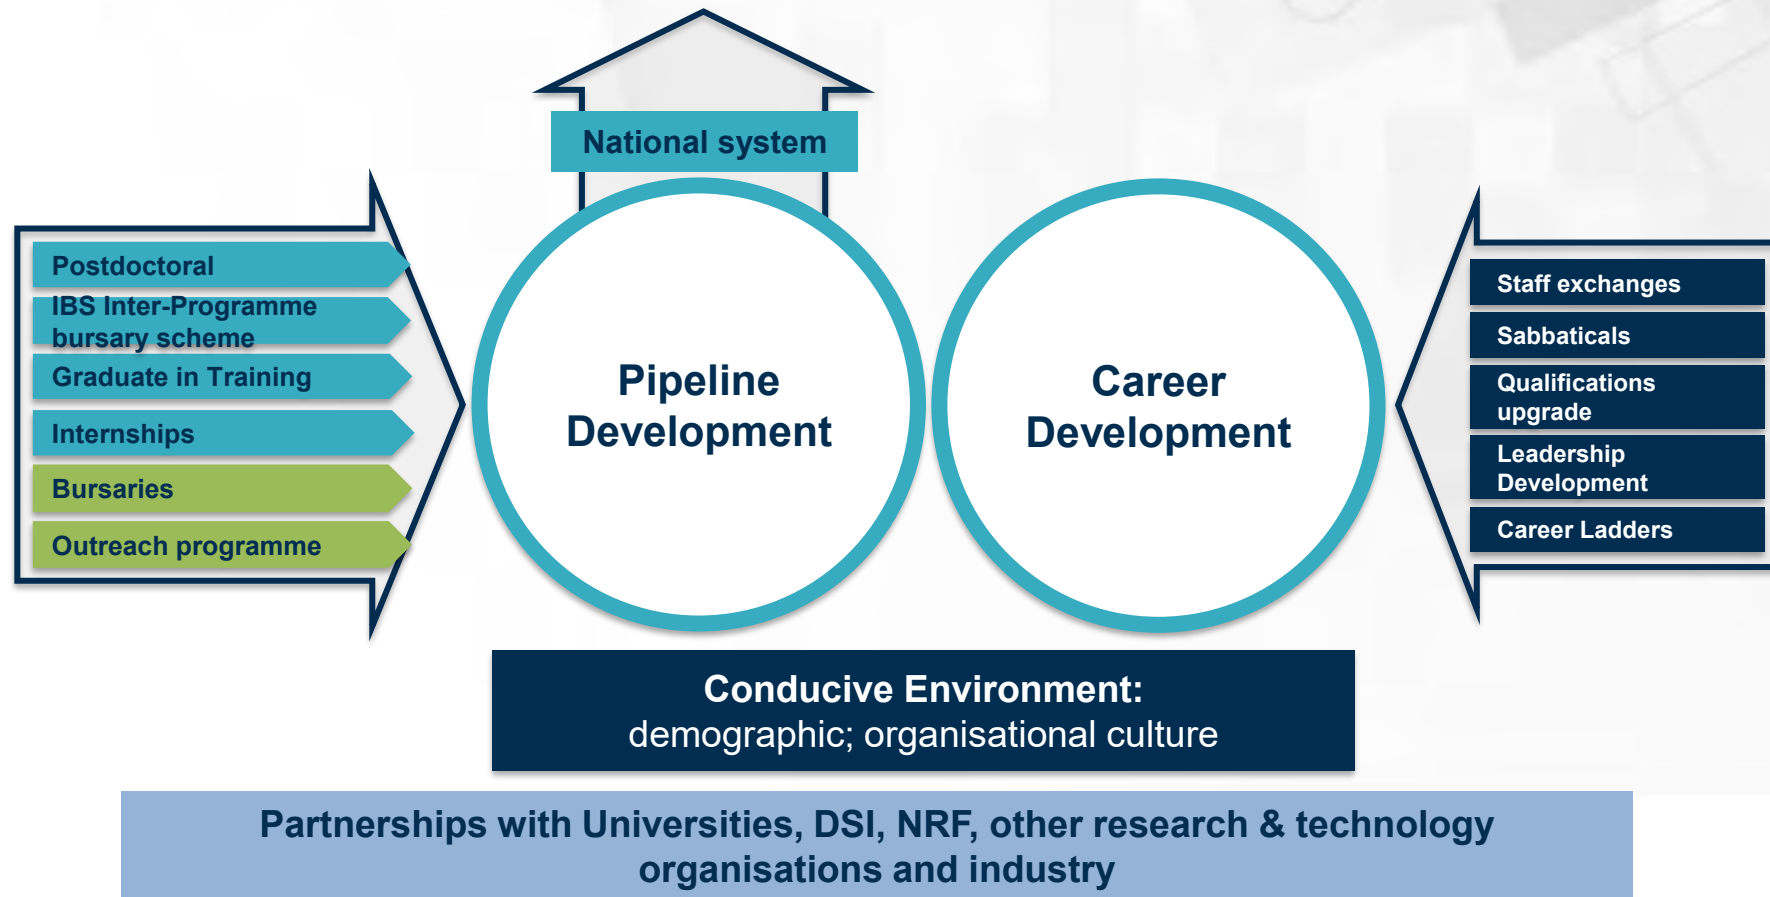 National system
Postdoctoral
IBS Inter-Programme
bursary scheme
Graduate in Training
Internships
Bursaries
Outreach programme
Pipeline
Development
Career
Development
Staff exchanges
Sabbaticals
Qualifications
upgrade
Leadership
Development
Career Ladders
Conducive Environment:
demographic; organisational culture
Partnerships with Universities, DSI, NRF, other research & technology
organisations and industry